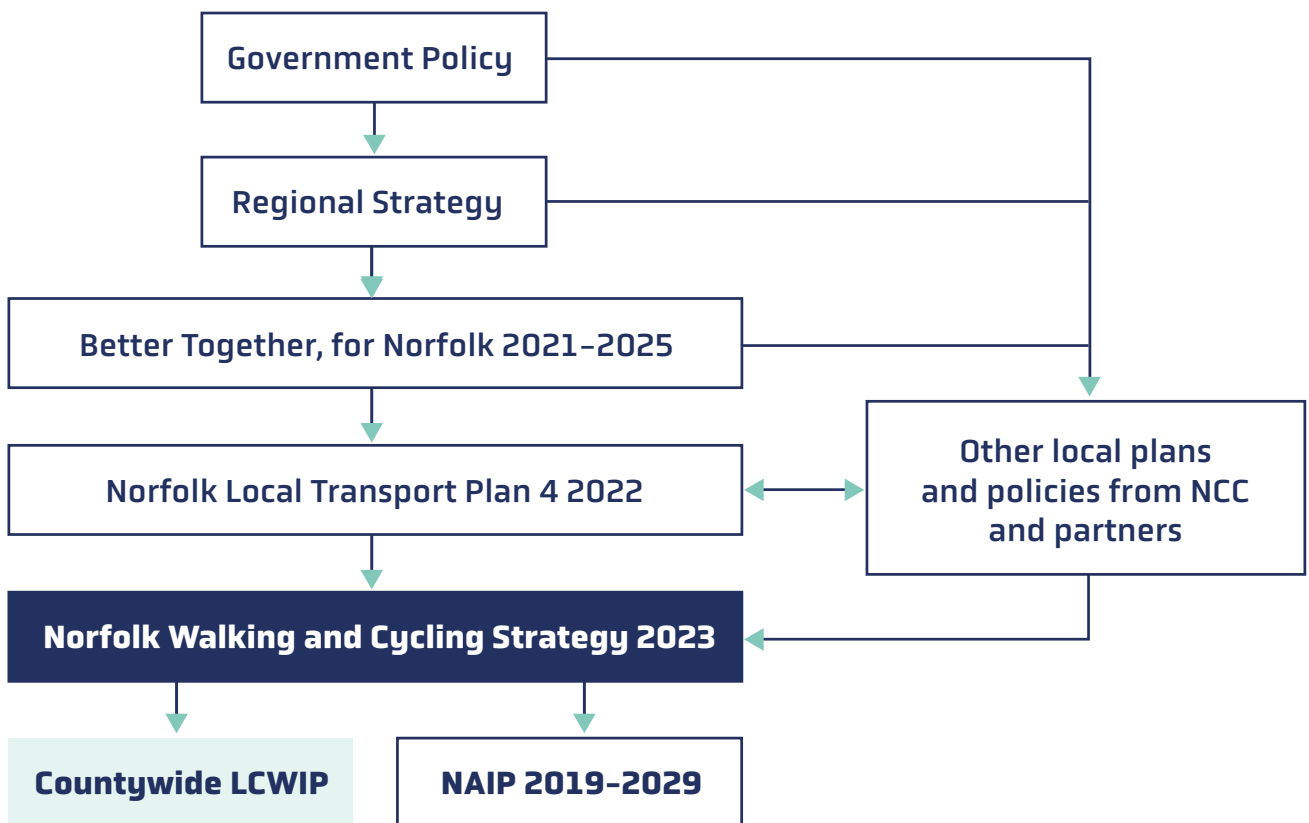 Government Policy
Regional Strategy
Better Together, for Norfolk 2021–2025
Norfolk Local Transport Plan 4 2022
Other local plans
and policies from NCC
and partners
Norfolk Walking and Cycling Strategy 2023
Countywide LCWIP
NAIP 2019–2029